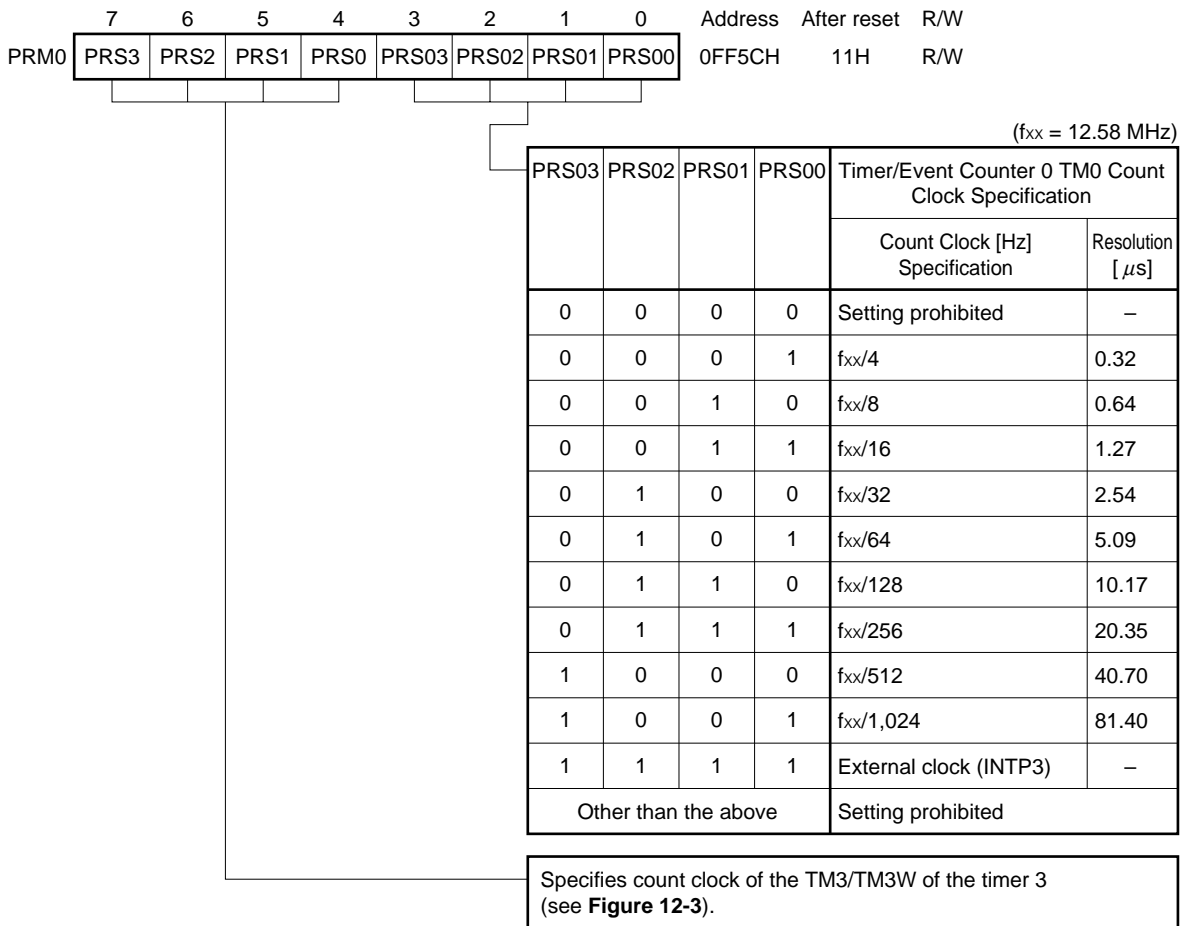 7 6 5 4 3 2 1 0 Address After reset R/W
PRM0 PRS3 PRS2 PRS1 PRS0 PRS03 PRS02 PRS01 PRS00 0FF5CH 11H R/W
(fxx = 12.58 MHz)
PRS03 PRS02 PRS01 PRS00 Timer/Event Counter 0 TM0 Count
Clock Specification
Count Clock [Hz] Resolution
Specification [μs]
0 0 0 0 Setting prohibited –
0 0 0 1 fxx/4 0.32
0 0 1 0 fxx/8 0.64
0 0 1 1 fxx/16 1.27
0 1 0 0 fxx/32 2.54
0 1 0 1 fxx/64 5.09
0 1 1 0 fxx/128 10.17
0 1 1 1 fxx/256 20.35
1 0 0 0 fxx/512 40.70
1 0 0 1 fxx/1,024 81.40
1 1 1 1 External clock (INTP3) –
Other than the above Setting prohibited
Specifies count clock of the TM3/TM3W of the timer 3
(see Figure 12-3).